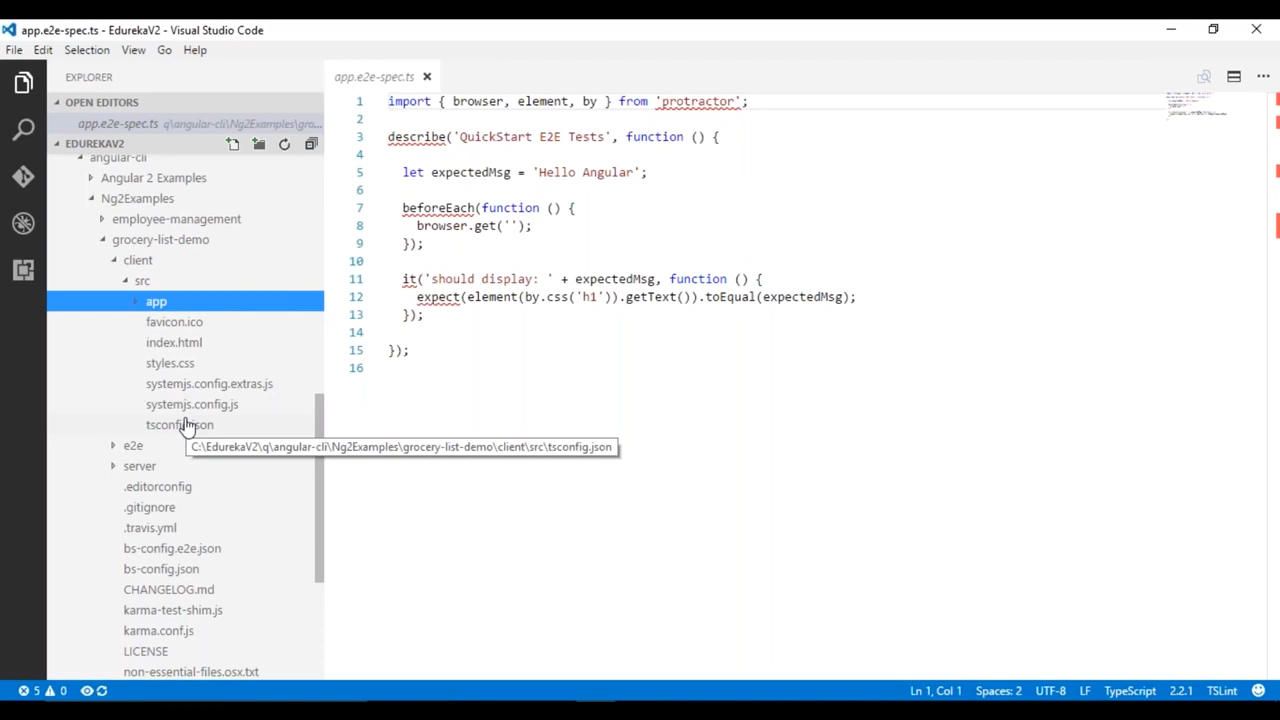 app.e2e-spec.ts - EdurekaV2 - Visual Studio Code
File Edit Selection View Go Help
EXPLORER
OPEN EDITORS
app.e2e-spec.ts q\angular-cli\Ng2Examples\gro...
EDUREKAV2
angular-cli
Angular 2 Examples
Ng2Examples
employee-management
grocery-list-demo
client
src
app
favicon.ico
index.html
styles.css
systemjs.config.extras.js
systemjs.config.js
tsconfig.json
C:\EdurekaV2\q\angular-cli\Ng2Examples\grocery-list-demo\client\src\tsconfig.json
e2e
server
.editorconfig
.gitignore
.travis.yml
bs-config.e2e.json
bs-config.json
CHANGELOG.md
karma-test-shim.js
karma.conf.js
LICENSE
non-essential-files.osx.txt
app.e2e-spec.ts
1 import { browser, element, by } from 'protractor';
2
3 describe('QuickStart E2E Tests', function () {
4
5 let expectedMsg = 'Hello Angular';
6
7 beforeEach(function () {
8 browser.get('');
9 });
10
11 it('should display: ' + expectedMsg, function () {
12 expect(element(by.css('h1')).getText()).toEqual(expectedMsg);
13 });
14
15 });
16
5 0 Ln 1, Col 1 Spaces: 2 UTF-8 LF TypeScript 2.2.1 TSLint